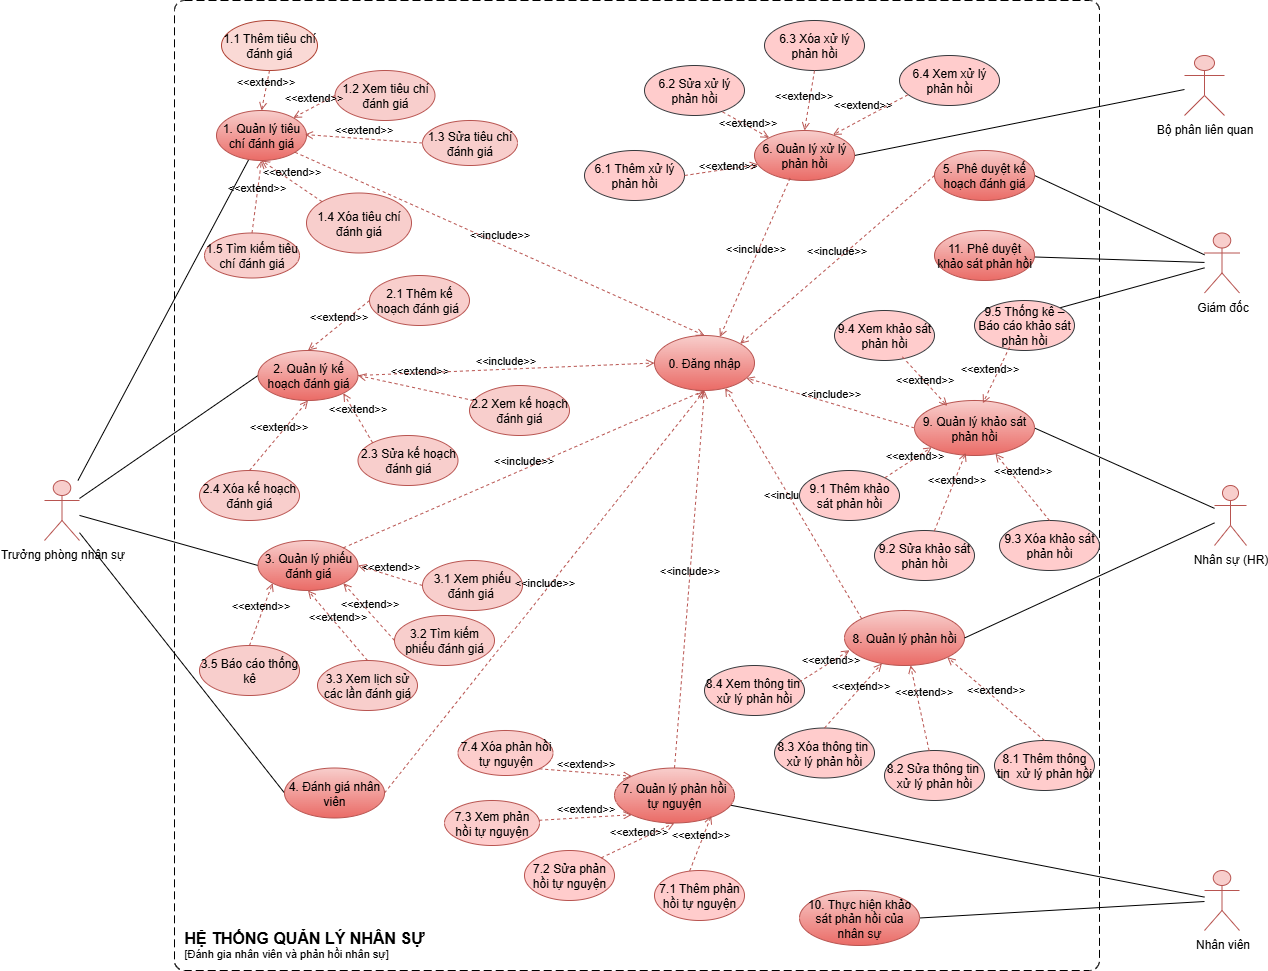 1.1 Thêm tiêu chí
đánh giá
<<extend>>
1.2 Xem tiêu chí
đánh giá
<<extend>>
1. Quản lý tiêu
chí đánh giá
<<extend>>
1.3 Sửa tiêu chí
đánh giá
<<extend>>
<<extend>>
1.4 Xóa tiêu chí
đánh giá
1.5 Tìm kiếm tiêu
chí đánh giá
<<include>>
6.3 Xóa xử lý
phản hồi
6.2 Sửa xử lý
phản hồi
6.4 Xem xử lý
phản hồi
<<extend>>
<<extend>>
<<extend>>
6. Quản lý xử lý
phản hồi
6.1 Thêm xử lý
phản hồi
<<extend>>
Bộ phân liên quan
5. Phê duyệt kế
hoạch đánh giá
<<include>>
<<include>>
11. Phê duyệt
khảo sát phản hồi
Giám đốc
2.1 Thêm kế
hoạch đánh giá
<<extend>>
2. Quản lý kế
hoạch đánh giá
<<extend>>
<<include>>
2.2 Xem kế hoạch
đánh giá
<<extend>>
<<extend>>
2.3 Sửa kế hoạch
đánh giá
2.4 Xóa kế hoạch
đánh giá
0. Đăng nhập
9.4 Xem khảo sát
phản hồi
9.5 Thống kê –
Báo cáo khảo sát
phản hồi
<<extend>>
<<extend>>
<<include>>
9. Quản lý khảo sát
phản hồi
<<extend>>
<<extend>>
<<extend>>
9.1 Thêm khảo
sát phản hồi
9.2 Sửa khảo sát
phản hồi
9.3 Xóa khảo sát
phản hồi
Nhân sự (HR)
Trưởng phòng nhân sự
<<include>>
3. Quản lý phiếu
đánh giá
<<extend>>
3.1 Xem phiếu
đánh giá
<<extend>>
<<extend>>
<<extend>>
3.2 Tìm kiếm
phiếu đánh giá
3.5 Báo cáo thống
kê
3.3 Xem lịch sử
các lần đánh giá
<<include>>
<<include>>
<<inclu
8. Quản lý phản hồi
<<extend>>
<<extend>>
<<extend>>
<<extend>>
8.4 Xem thông tin
xử lý phản hồi
8.3 Xóa thông tin
xử lý phản hồi
8.2 Sửa thông tin
xử lý phản hồi
8.1 Thêm thông
tin xử lý phản hồi
4. Đánh giá nhân
viên
7.4 Xóa phản hồi
tự nguyện
<<extend>>
7. Quản lý phản hồi
tự nguyện
7.3 Xem phản
hồi tự nguyện
<<extend>>
<<extend>>
<<extend>>
7.2 Sửa phản
hồi tự nguyện
7.1 Thêm phản
hồi tự nguyện
10. Thực hiện khảo
sát phản hồi của
nhân sự
Nhân viên
HỆ THỐNG QUẢN LÝ NHÂN SỰ
[Đánh gia nhân viên và phản hồi nhân sự]